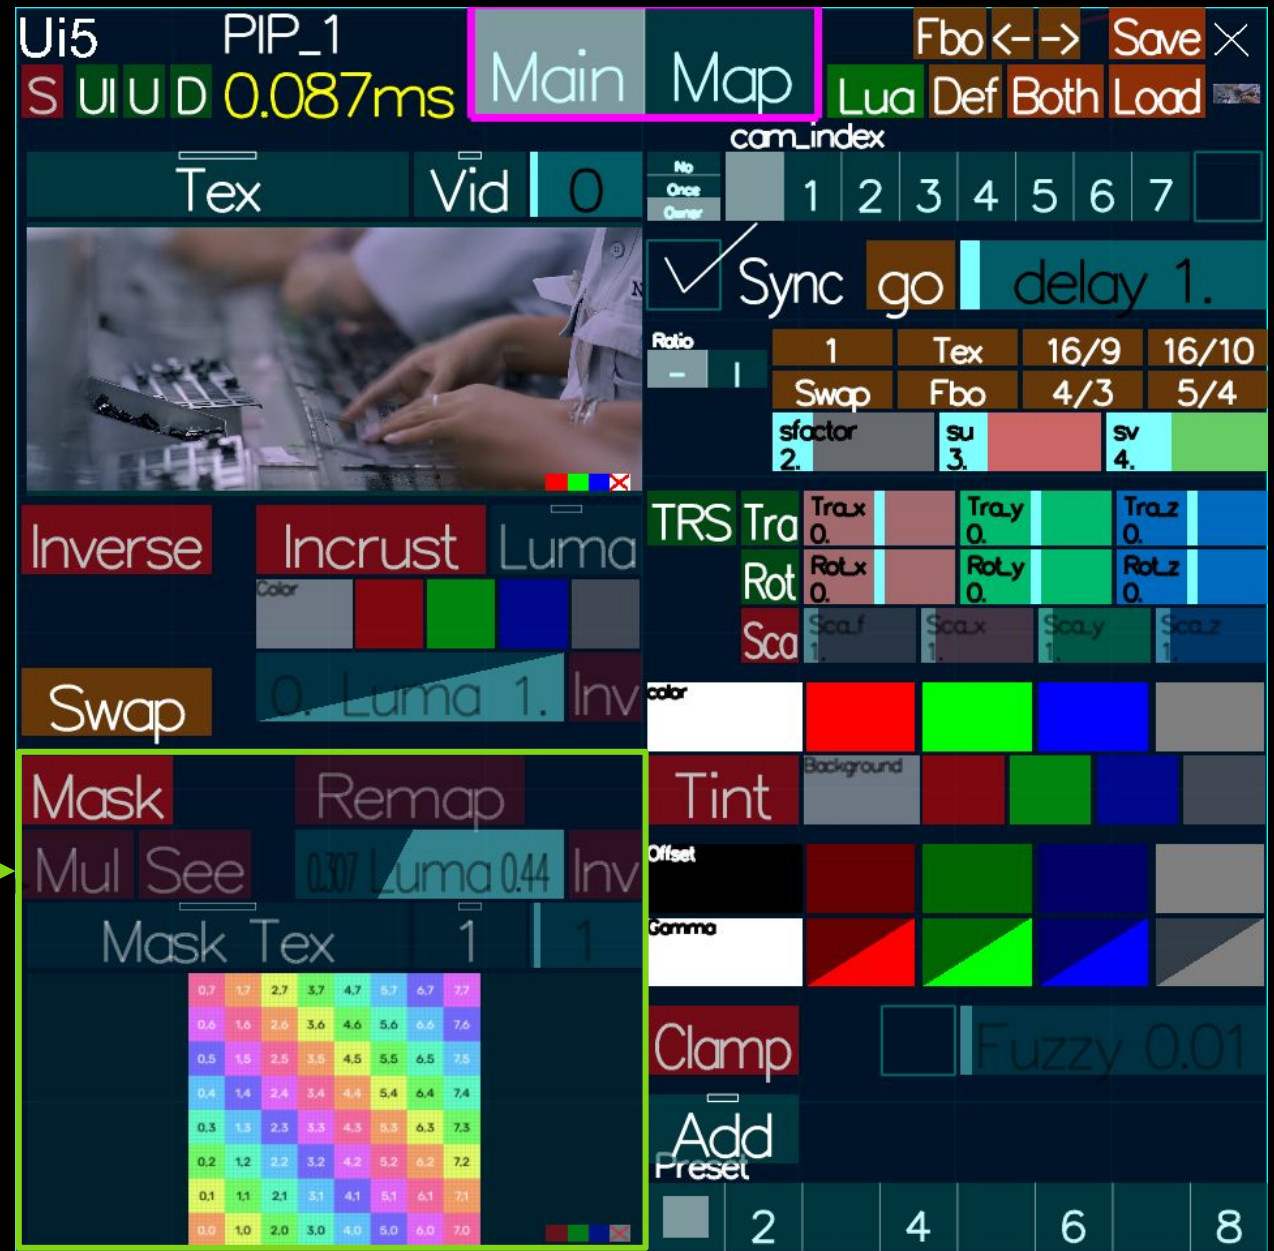 Ui5 PIP_1 Main Map Fbo <- -> Save
S UI U D 0.087ms Lua Def Both Load
cam_index
Tex Vid 0
No
Once
Owner
1 2 3 4 5 6 7
Sync go delay 1.
Ratio
- I
1 Tex 16/9 16/10
Swap Fbo 4/3 5/4
sfactor su sv
2. 3. 4.
Inverse Incrust Luma
Color
Swap 0. Luma 1. Inv
TRS Tra Tra_x Tra_y Tra_z
0. 0. 0.
Rot Rot_x Rot_y Rot_z
0. 0. 0.
Sca Sca_f Sca_x Sca_y Sca_z
1. 1. 1. 1.
color
Tint Background
Offset
Gamma
Clamp Fuzzy 0.01
Add
Preset
2 4 6 8
Mask Remap
Mul See 0.307 Luma 0.44 Inv
Mask Tex 1 1
0,7 1,7 2,7 3,7 4,7 5,7 6,7 7,7
0,6 1,6 2,6 3,6 4,6 5,6 6,6 7,6
0,5 1,5 2,5 3,5 4,5 5,5 6,5 7,5
0,4 1,4 2,4 3,4 4,4 5,4 6,4 7,4
0,3 1,3 2,3 3,3 4,3 5,3 6,3 7,3
0,2 1,2 2,2 3,2 4,2 5,2 6,2 7,2
0,1 1,1 2,1 3,1 4,1 5,1 6,1 7,1
0,0 1,0 2,0 3,0 4,0 5,0 6,0 7,0